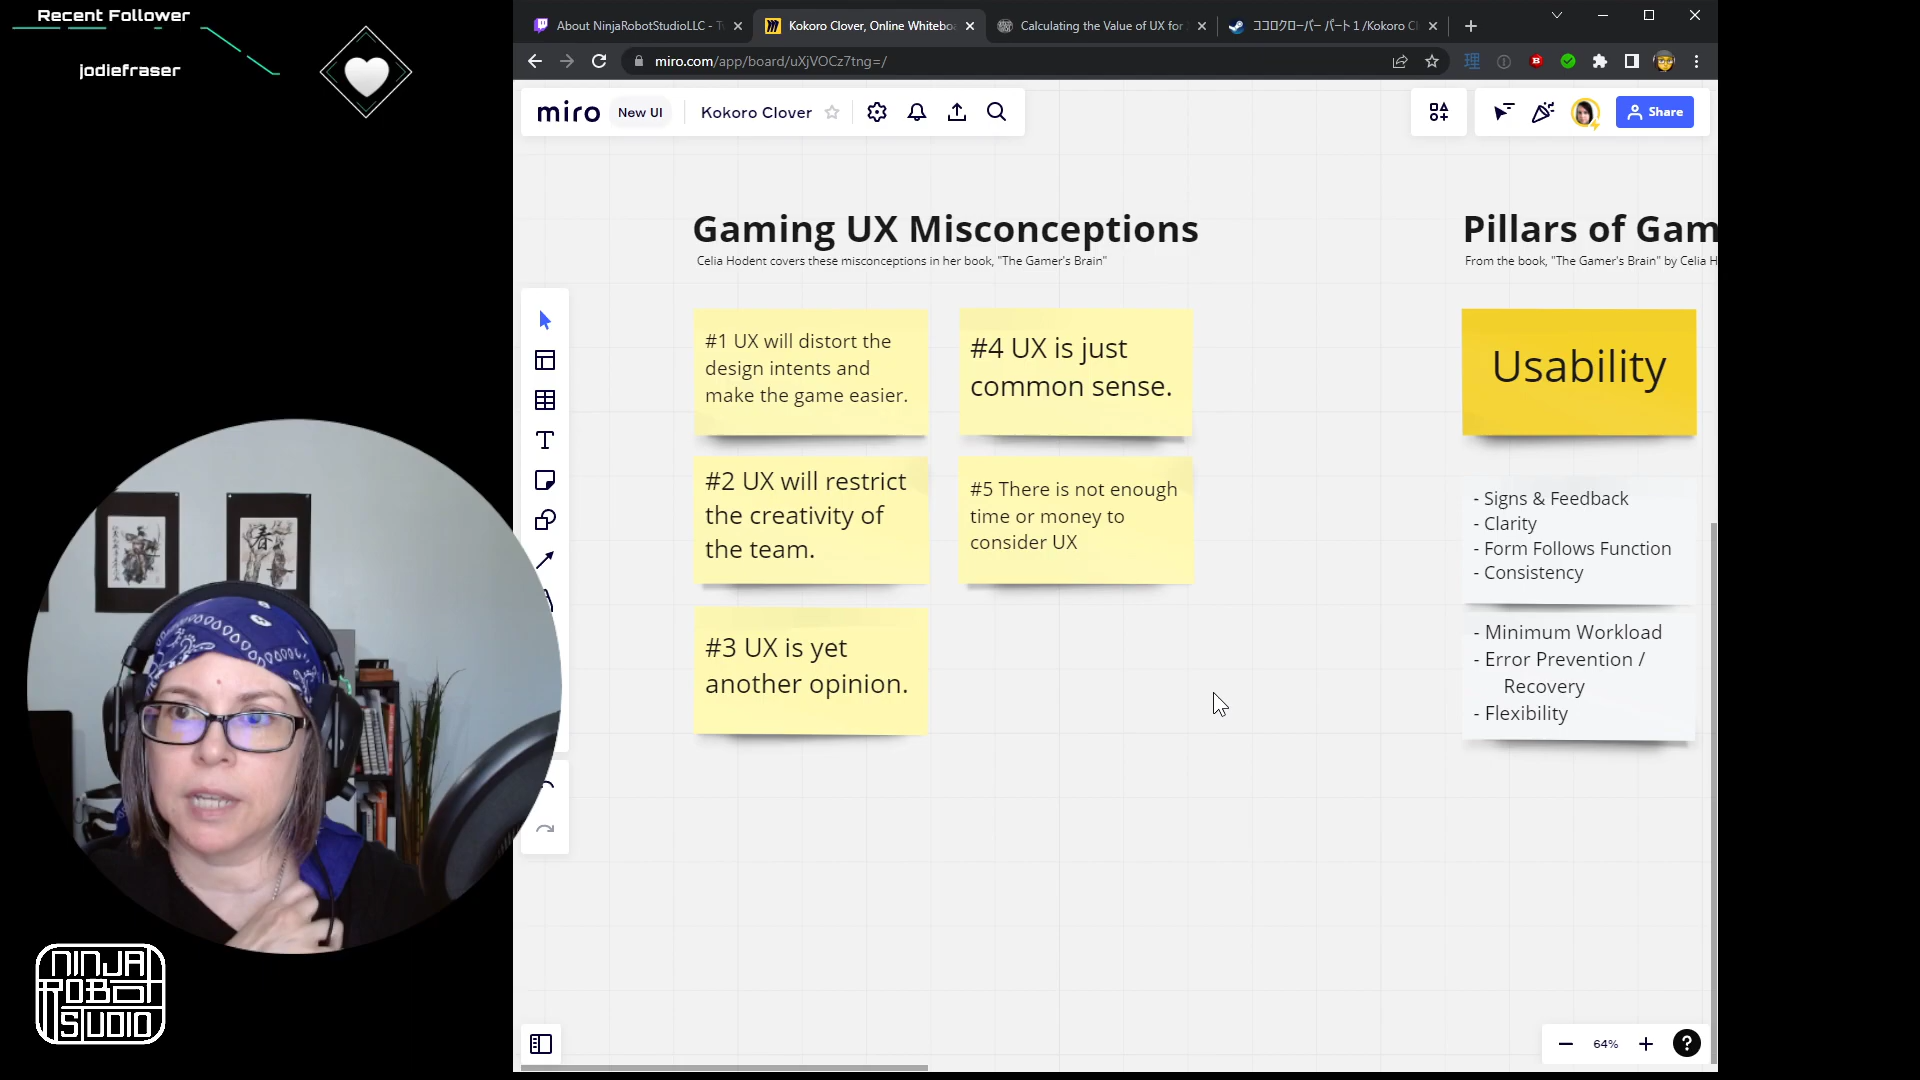 Recent Follower
jodiefraser
About NinjaRobotStudioLLC - Tw
Kokoro Clover, Online Whiteboa
Calculating the Value of UX for
ココロクローバー パート1/Kokoro Cl
miro.com/app/board/uXjVOCz7tng=/
miro
New UI
Kokoro Clover
Share
Gaming UX Misconceptions
Celia Hodent covers these misconceptions in her book, "The Gamer's Brain"
#1 UX will distort the
design intents and
make the game easier.
#4 UX is just
common sense.
#2 UX will restrict
the creativity of
the team.
#5 There is not enough
time or money to
consider UX
#3 UX is yet
another opinion.
Pillars of Gam
From the book, "The Gamer's Brain" by Celia H
Usability
- Signs & Feedback
- Clarity
- Form Follows Function
- Consistency
- Minimum Workload
- Error Prevention /
Recovery
- Flexibility
春
NINJA
ROBOT
STUDIO
64%